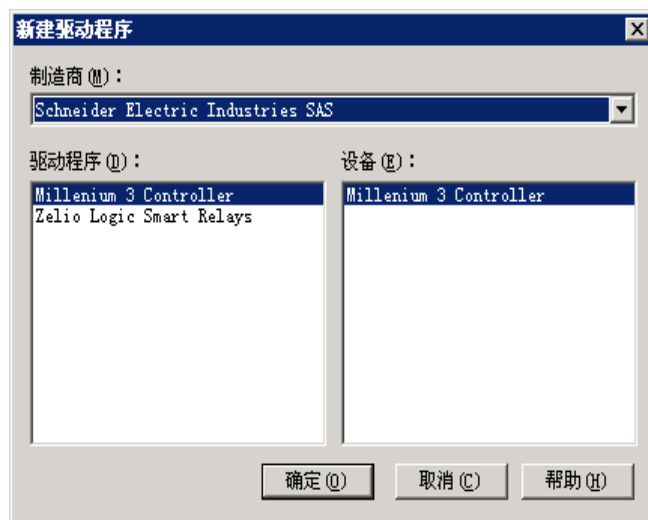 新建驱动程序
制造商(M)：
Schneider Electric Industries SAS
驱动程序(D)： 设备(E)：
Millenium 3 Controller Millenium 3 Controller
Zelio Logic Smart Relays
确定(O) 取消(C) 帮助(H)